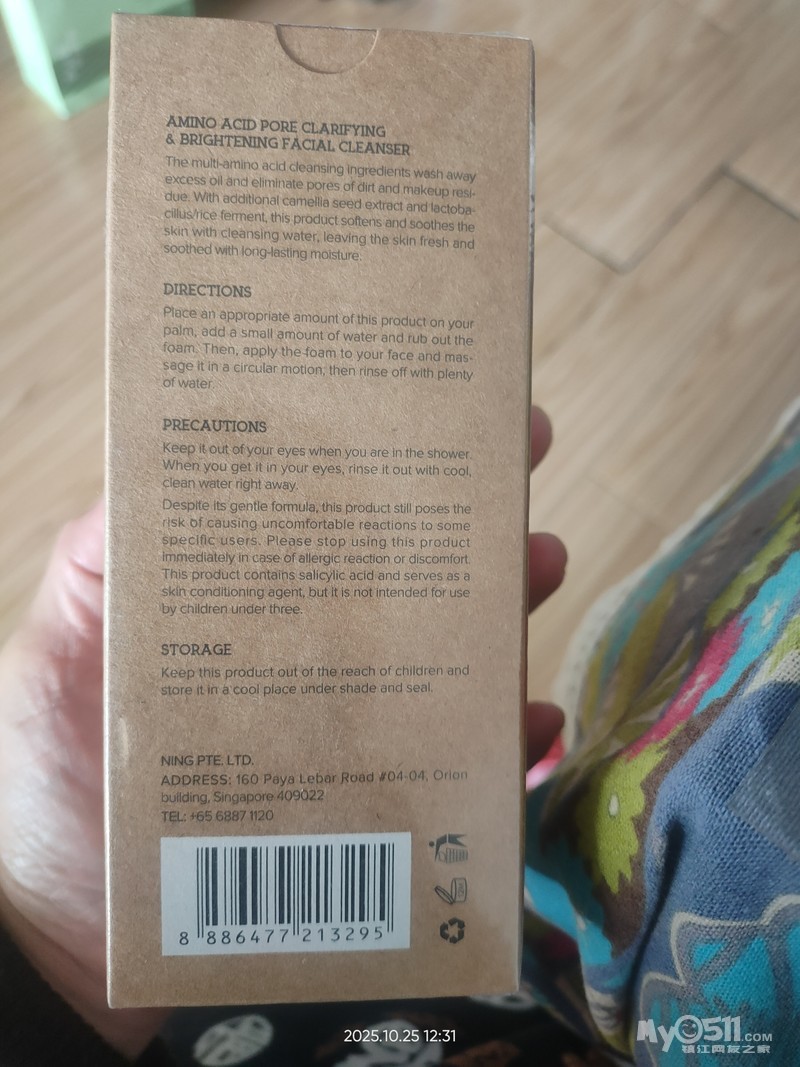 AMINO ACID PORE CLARIFYING
& BRIGHTENING FACIAL CLEANSER
The multi-amino acid cleansing ingredients wash away
excess oil and eliminate pores of dirt and makeup resi-
due. With additional camellia seed extract and lactoba-
cillus/rice ferment, this product softens and soothes the
skin with cleansing water, leaving the skin fresh and
soothed with long-lasting moisture.
DIRECTIONS
Place an appropriate amount of this product on your
palm, add a small amount of water and rub out the
foam. Then, apply the foam to your face and mas-
sage it in a circular motion, then rinse off with plenty
of water.
PRECAUTIONS
Keep it out of your eyes when you are in the shower.
When you get it in your eyes, rinse it out with cool,
clean water right away.
Despite its gentle formula, this product still poses the
risk of causing uncomfortable reactions to some
specific users. Please stop using this product
immediately in case of allergic reaction or discomfort.
This product contains salicylic acid and serves as a
skin conditioning agent, but it is not intended for use
by children under three.
STORAGE
Keep this product out of the reach of children and
store it in a cool place under shade and seal.
NING PTE. LTD.
ADDRESS: 160 Paya Lebar Road #04-04, Orion
building, Singapore 409022
TEL: +65 6887 1120
8 886477 213295
2025.10.25 12:31
My0511.COM
镇江网友之家